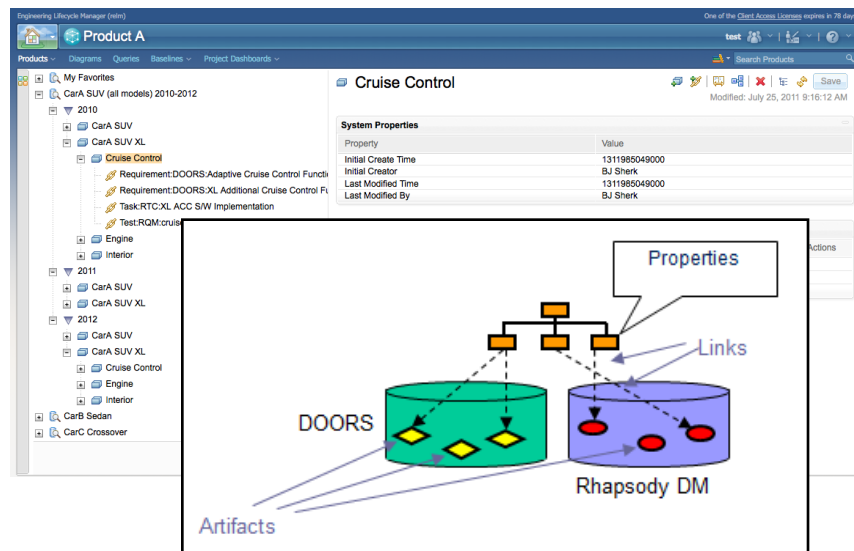 Engineering Lifecycle Manager (relm)
One of the Client Access Licenses expires in 78 day
Product A
test
Products
Diagrams
Queries
Baselines
Project Dashboards
Search Products
My Favorites
CarA SUV (all models) 2010-2012
2010
CarA SUV
CarA SUV XL
Cruise Control
Requirement:DOORS:Adaptive Cruise Control Functi
Requirement:DOORS:XL Additional Cruise Control Fu
Task:RTC:XL ACC S/W Implementation
Test:RQM:cruise
Engine
Interior
2011
CarA SUV
CarA SUV XL
2012
CarA SUV
CarA SUV XL
Cruise Control
Engine
Interior
CarB Sedan
CarC Crossover
Cruise Control
Save
Modified: July 25, 2011 9:16:12 AM
System Properties
Property Value
Initial Create Time 1311985049000
Initial Creator BJ Sherk
Last Modified Time 1311985049000
Last Modified By BJ Sherk
Actions
Properties
Links
DOORS
Rhapsody DM
Artifacts